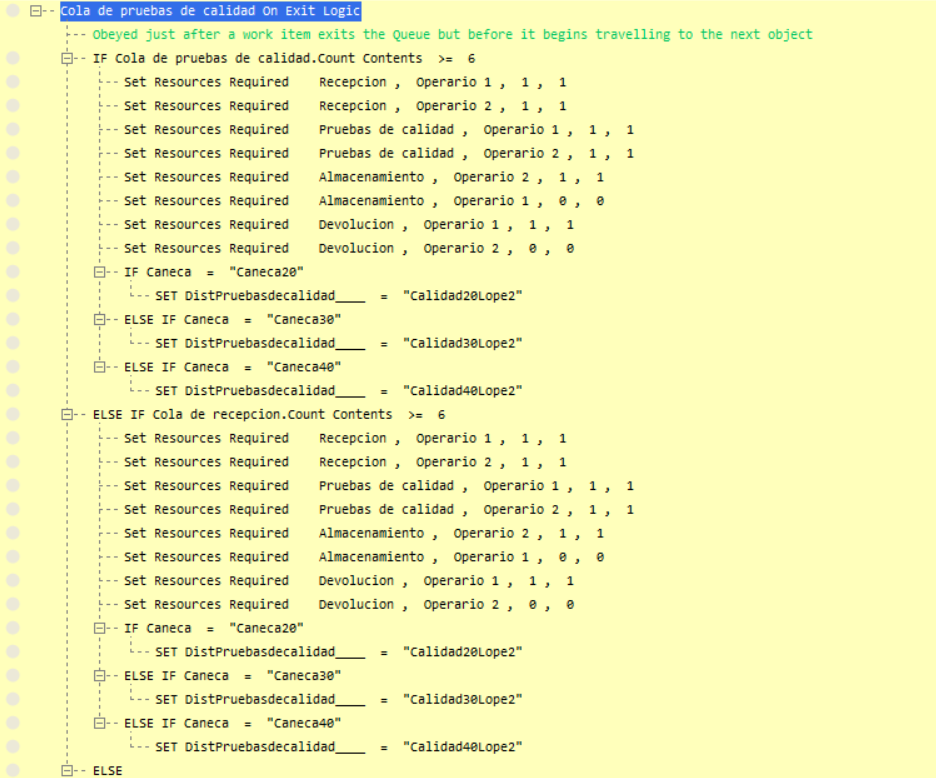 Cola de pruebas de calidad On Exit Logic
Obeyed just after a work item exits the Queue but before it begins travelling to the next object
IF Cola de pruebas de calidad.Count Contents >= 6
Set Resources Required Recepcion , Operario 1 , 1 , 1
Set Resources Required Recepcion , Operario 2 , 1 , 1
Set Resources Required Pruebas de calidad , Operario 1 , 1 , 1
Set Resources Required Pruebas de calidad , Operario 2 , 1 , 1
Set Resources Required Almacenamiento , Operario 2 , 1 , 1
Set Resources Required Almacenamiento , Operario 1 , 0 , 0
Set Resources Required Devolucion , Operario 1 , 1 , 1
Set Resources Required Devolucion , Operario 2 , 0 , 0
IF Caneca = "Caneca20"
SET DistPruebasdecalidad____ = "Calidad20Lope2"
ELSE IF Caneca = "Caneca30"
SET DistPruebasdecalidad____ = "Calidad30Lope2"
ELSE IF Caneca = "Caneca40"
SET DistPruebasdecalidad____ = "Calidad40Lope2"
ELSE IF Cola de recepcion.Count Contents >= 6
Set Resources Required Recepcion , Operario 1 , 1 , 1
Set Resources Required Recepcion , Operario 2 , 1 , 1
Set Resources Required Pruebas de calidad , Operario 1 , 1 , 1
Set Resources Required Pruebas de calidad , Operario 2 , 1 , 1
Set Resources Required Almacenamiento , Operario 2 , 1 , 1
Set Resources Required Almacenamiento , Operario 1 , 0 , 0
Set Resources Required Devolucion , Operario 1 , 1 , 1
Set Resources Required Devolucion , Operario 2 , 0 , 0
IF Caneca = "Caneca20"
SET DistPruebasdecalidad____ = "Calidad20Lope2"
ELSE IF Caneca = "Caneca30"
SET DistPruebasdecalidad____ = "Calidad30Lope2"
ELSE IF Caneca = "Caneca40"
SET DistPruebasdecalidad____ = "Calidad40Lope2"
ELSE